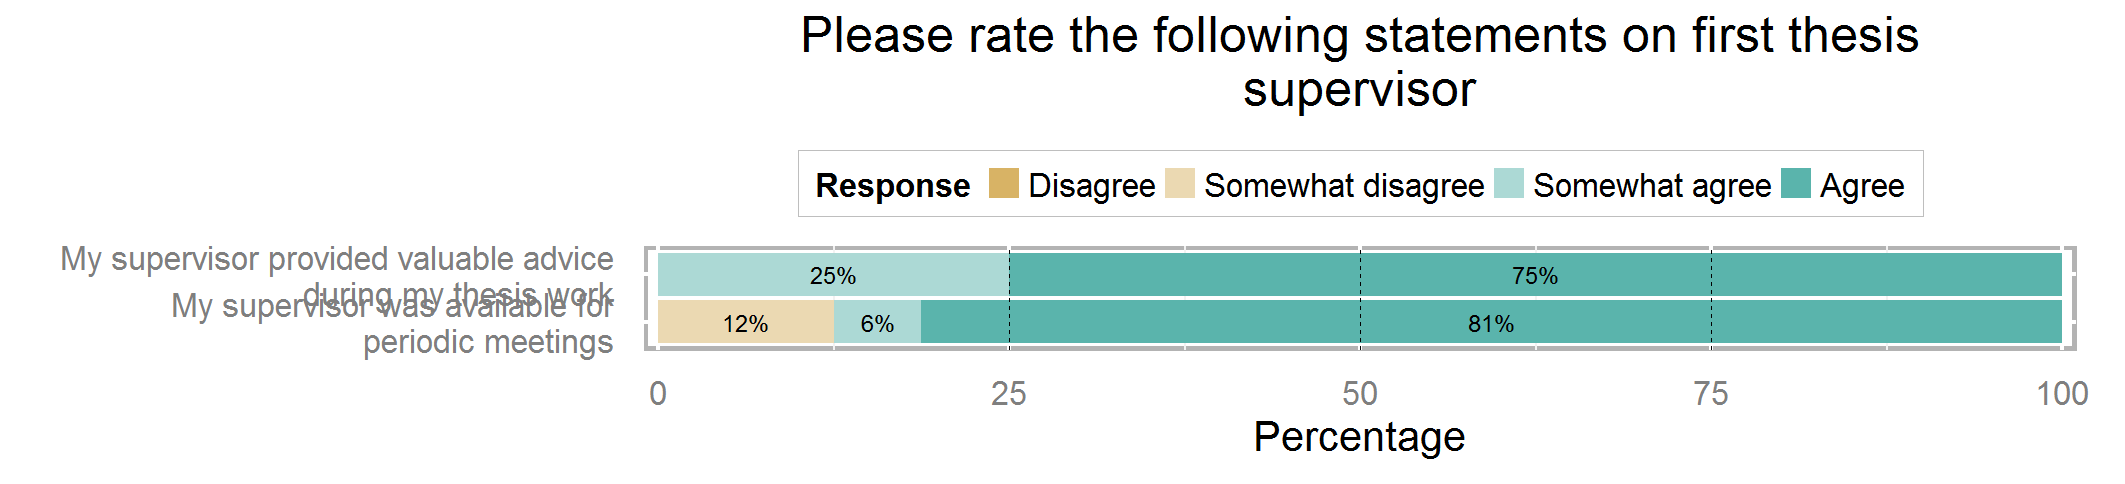 Please rate the following statements on first thesis
supervisor
Response Disagree Somewhat disagree Somewhat agree Agree
My supervisor provided valuable advice
during my thesis work
25% 75%
My supervisor was available for
periodic meetings
12% 6% 81%
0 25 50 75 100
Percentage